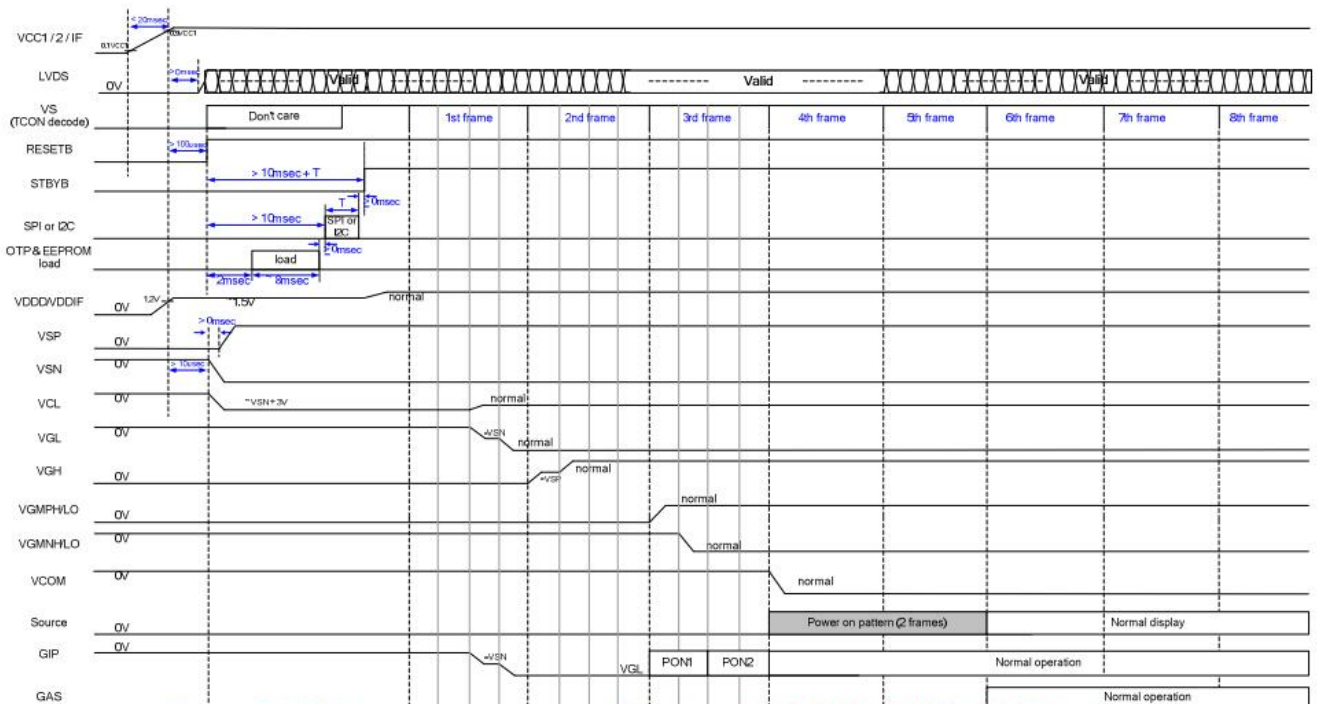 < 20msec
VCC1 / 2 / IF
0.1VCC1
0.9VCC1
LVDS
0V
> 0msec
Valid
Valid
Valid
VS
(TCON decode)
Don't care
1st frame
2nd frame
3rd frame
4th frame
5th frame
6th frame
7th frame
8th frame
RESETB
> 100usec
STBYB
> 10msec + T
T
≥ 0msec
SPI or I2C
> 10msec
SPI or
I2C
OTP & EEPROM
load
load
≥ 0msec
2msec
~ 8msec
VDDD/VDDIF
0V
1.2V
~1.5V
normal
VSP
0V
> 0msec
VSN
0V
> 10usec
VCL
0V
~VSN+3V
normal
VGL
0V
=VSN
normal
VGH
0V
=VSP
normal
VGMPH/LO
0V
normal
VGMNH/LO
0V
normal
VCOM
0V
normal
Source
0V
Power on pattern (2 frames)
Normal display
GIP
0V
=VSN
VGL
PON1
PON2
Normal operation
GAS
Normal operation